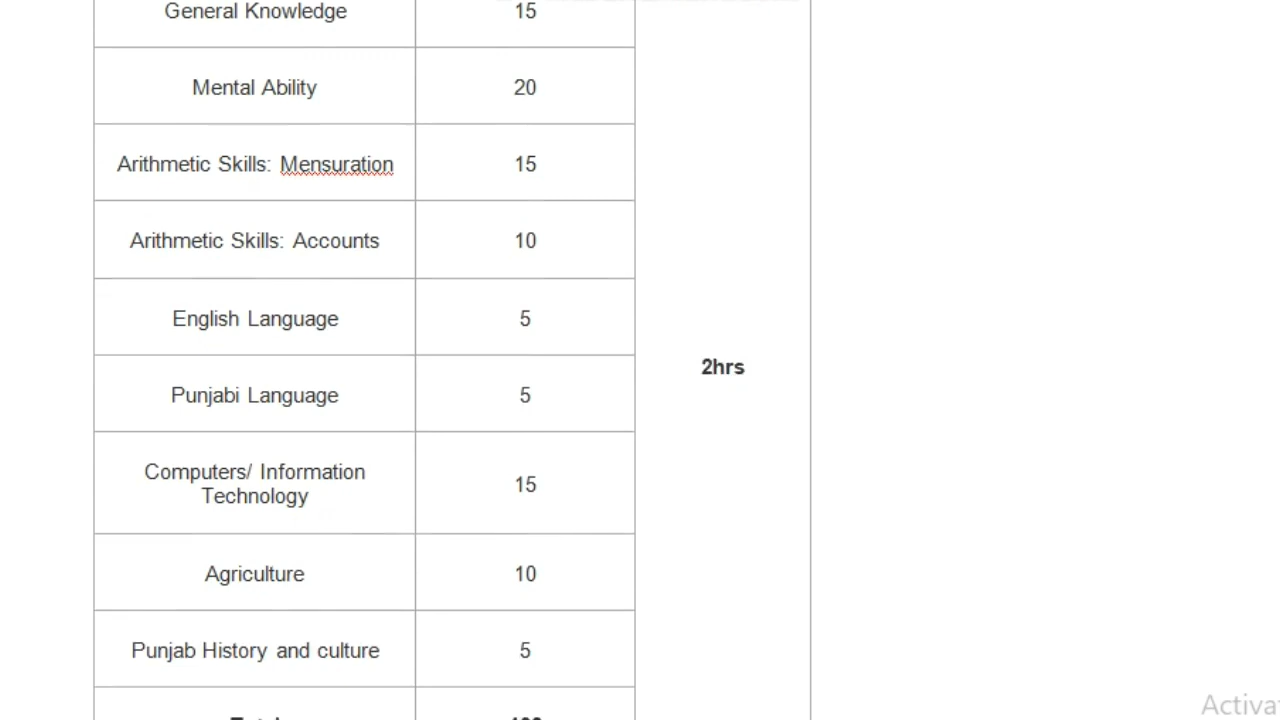 General Knowledge 15
Mental Ability 20
Arithmetic Skills: Mensuration 15
Arithmetic Skills: Accounts 10
English Language 5
2hrs
Punjabi Language 5
Computers/ Information
Technology
15
Agriculture 10
Punjab History and culture 5